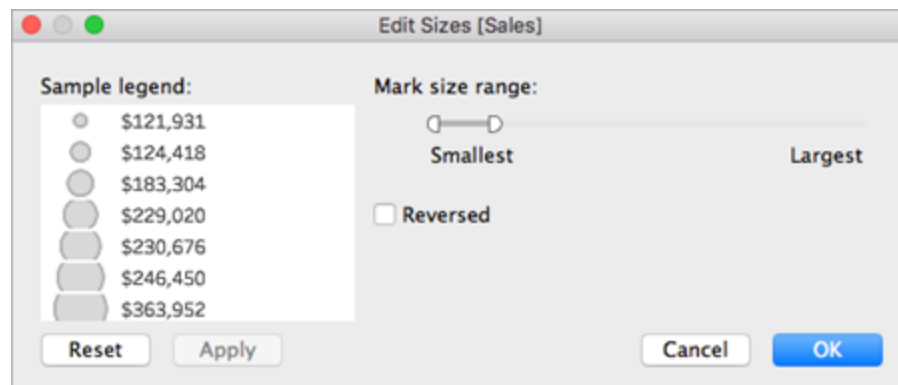 Edit Sizes [Sales]
Sample legend:
$121,931
$124,418
$183,304
$229,020
$230,676
$246,450
$363,952
Mark size range:
Smallest Largest
Reversed
Reset Apply Cancel OK